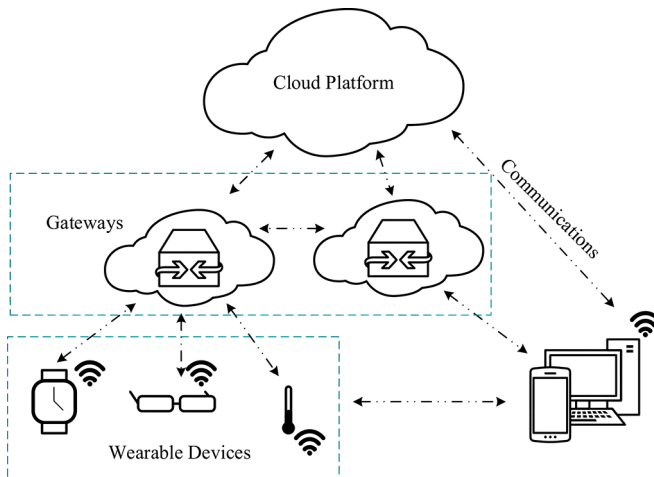 Cloud Platform
Communications
Gateways
Wearable Devices